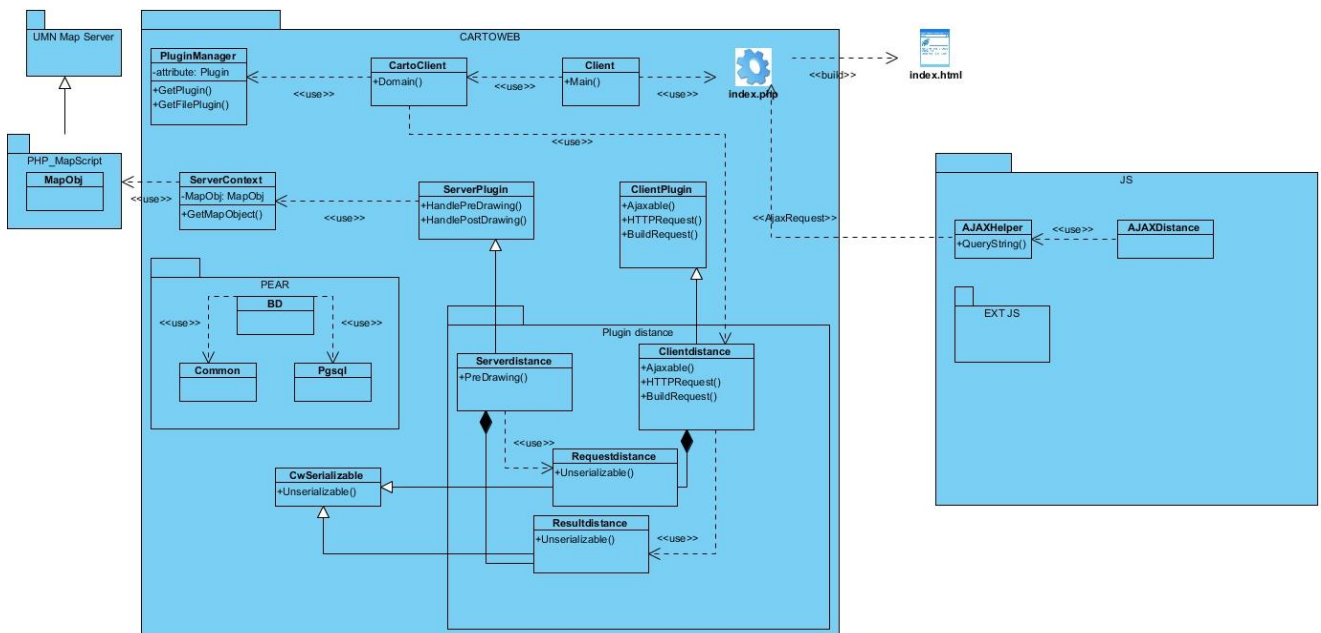 UMN Map Server
PHP_MapScript
MapObj
<<use>>
CARTOWEB
PluginManager
-attribute: Plugin
+GetPlugin()
+GetFilePlugin()
<<use>>
CartoClient
+Domain()
<<use>>
Client
+Main()
<<use>>
index.php
<<build>>
index.html
<<use>>
ServerContext
-MapObj: MapObj
+GetMapObject()
<<use>>
ServerPlugin
+HandlePreDrawing()
+HandlePostDrawing()
ClientPlugin
+Ajaxable()
+HTTPRequest()
+BuildRequest()
<<AjaxRequest>>
JS
AJAXHelper
+QueryString()
<<use>>
AJAXDistance
EXT JS
PEAR
BD
<<use>>
<<use>>
Common
Pgsql
Plugin distance
Serverdistance
+PreDrawing()
Clientdistance
+Ajaxable()
+HTTPRequest()
+BuildRequest()
<<use>>
Requestdistance
+Unserializable()
CwSerializable
+Unserializable()
Resultdistance
+Unserializable()
<<use>>